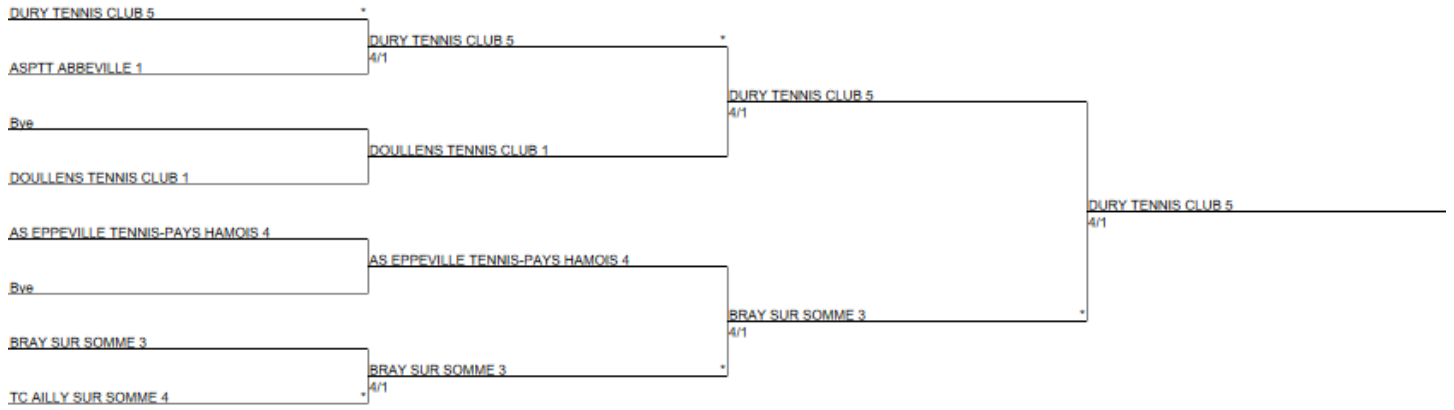 DURY TENNIS CLUB 5 *
DURY TENNIS CLUB 5 *
4/1
ASPTT ABBEVILLE 1
DURY TENNIS CLUB 5
4/1
Bye
DOULLENS TENNIS CLUB 1
DOULLENS TENNIS CLUB 1
DURY TENNIS CLUB 5
4/1
AS EPPEVILLE TENNIS-PAYS HAMOIS 4
AS EPPEVILLE TENNIS-PAYS HAMOIS 4
Bye
BRAY SUR SOMME 3 *
4/1
BRAY SUR SOMME 3
BRAY SUR SOMME 3 *
4/1
TC AILLY SUR SOMME 4 *